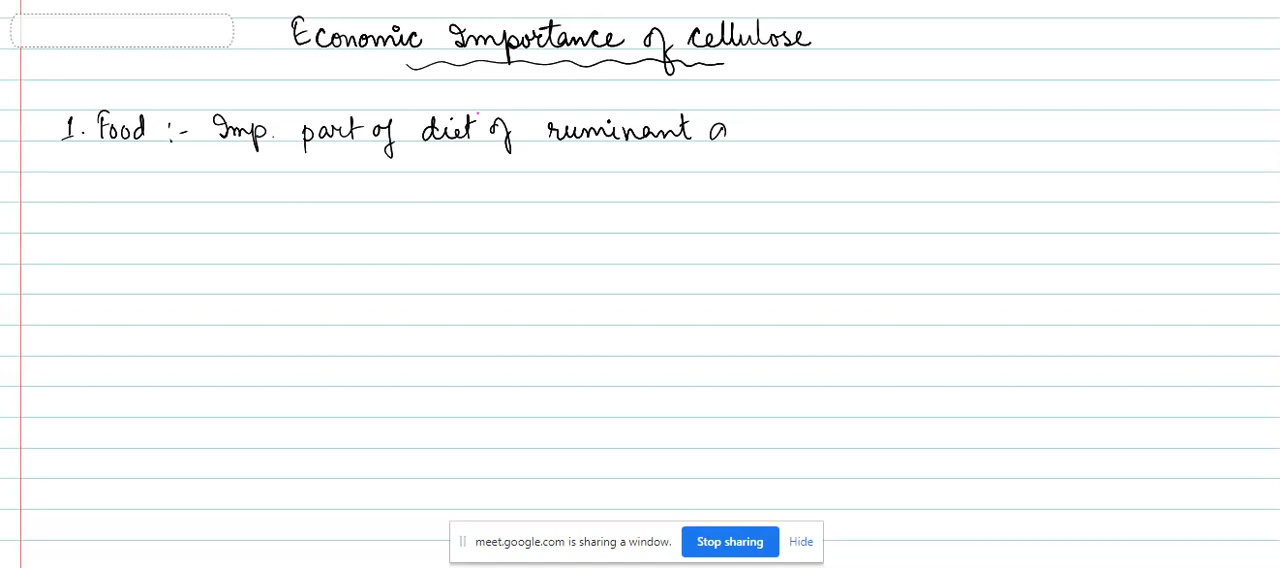 Economic Importance of cellulose
1. Food :- Imp. part of diet of ruminant a
meet.google.com is sharing a window. Stop sharing Hide